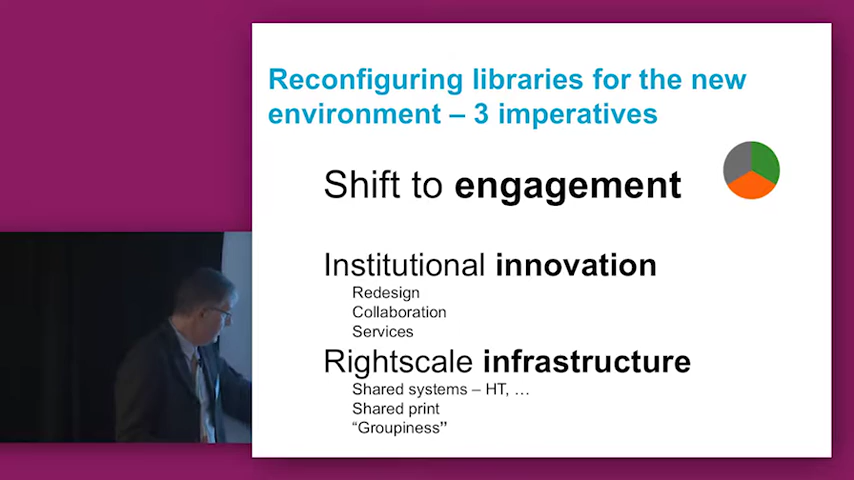 Reconfiguring libraries for the new
environment – 3 imperatives
Shift to engagement
Institutional innovation
Redesign
Collaboration
Services
Rightscale infrastructure
Shared systems – HT, …
Shared print
“Groupiness”